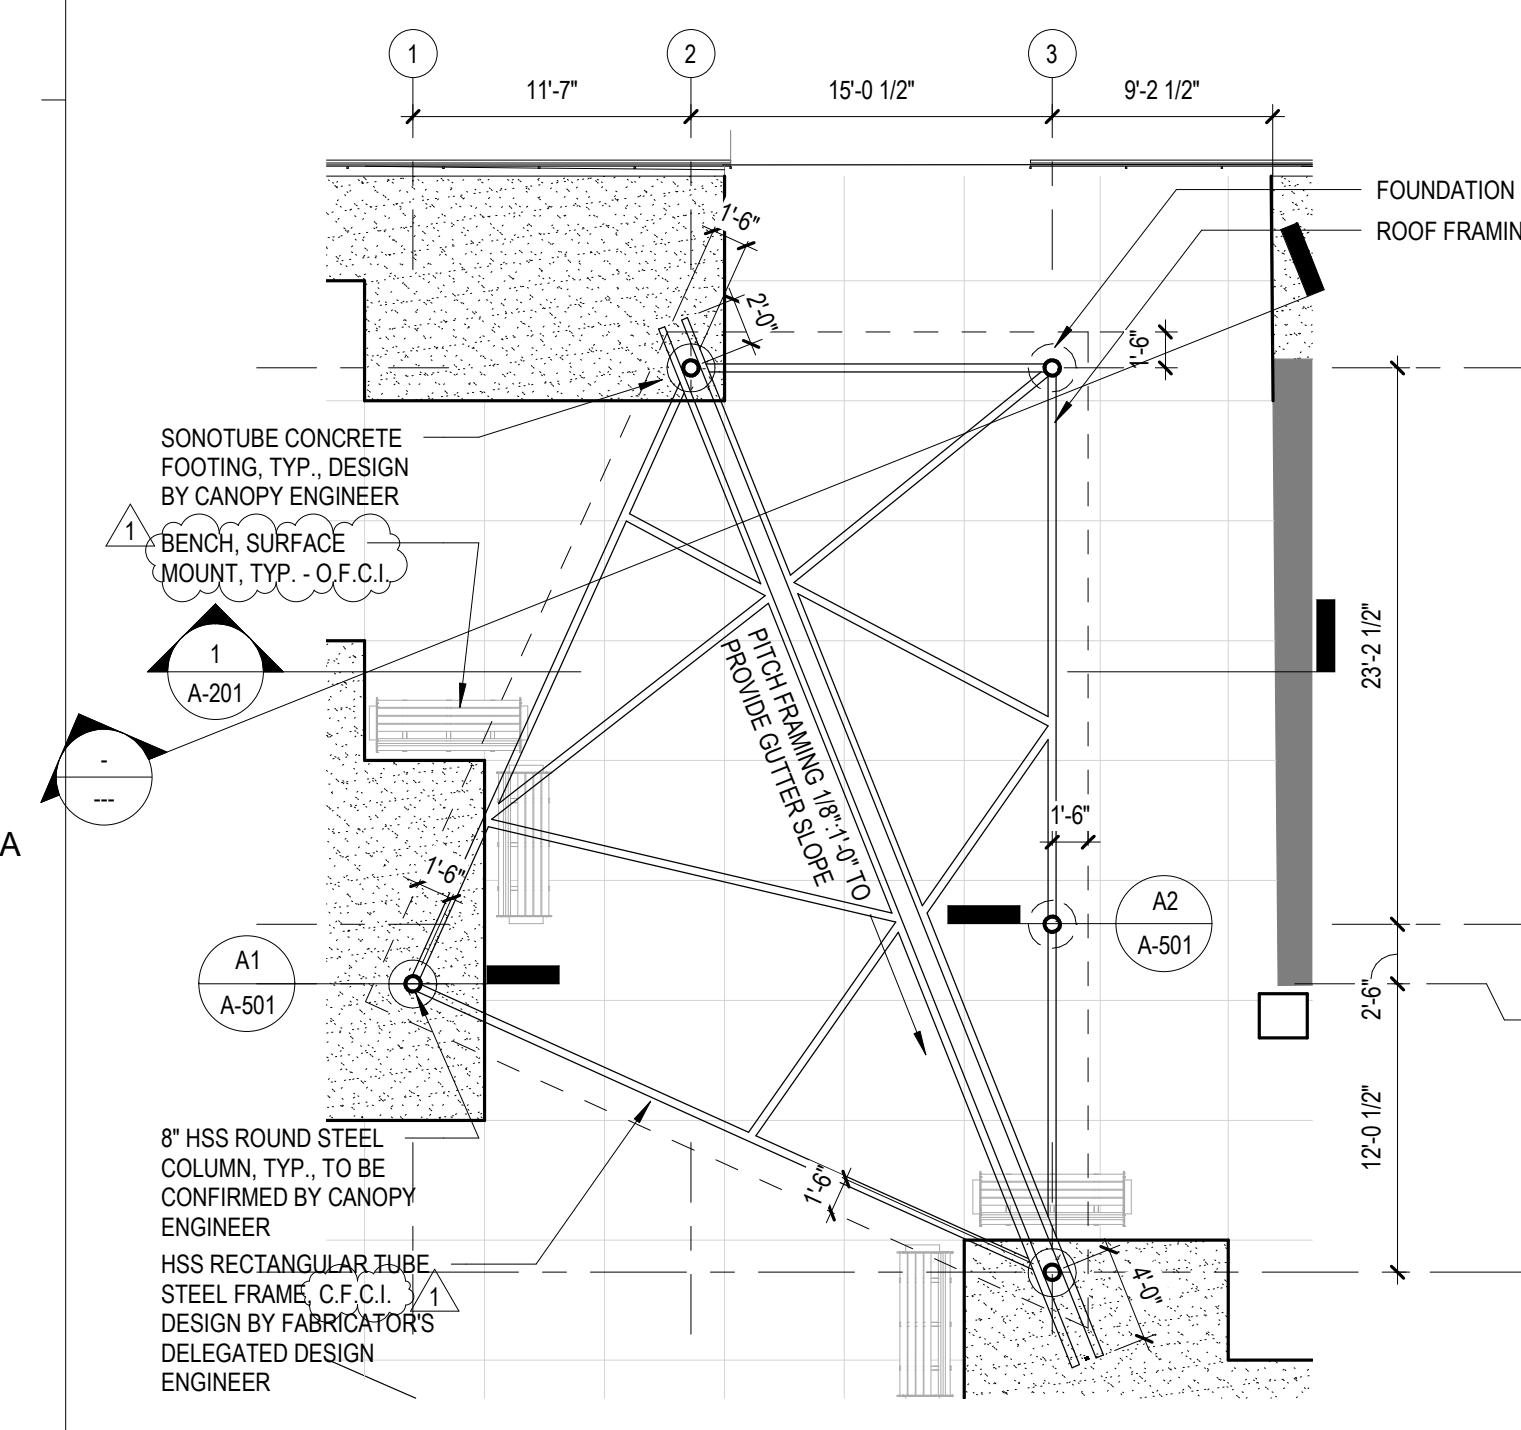 1
2
3
11'-7"
15'-0 1/2"
9'-2 1/2"
FOUNDATION
ROOF FRAMIN
1'-6"
2'-0"
1'-6"
SONOTUBE CONCRETE
FOOTING, TYP., DESIGN
BY CANOPY ENGINEER
1
BENCH, SURFACE
MOUNT, TYP. - O.F.C.I.
1
A-201
-
---
A
PITCH FRAMING 1/8":1'-0" TO
PROVIDE GUTTER SLOPE
23'-2 1/2"
1'-6"
1'-6"
A2
A-501
A1
A-501
2'-6"
12'-0 1/2"
8" HSS ROUND STEEL
COLUMN, TYP., TO BE
CONFIRMED BY CANOPY
ENGINEER
1'-6"
HSS RECTANGULAR TUBE
STEEL FRAME, C.F.C.I.
DESIGN BY FABRICATOR'S
DELEGATED DESIGN
ENGINEER
1
4'-0"